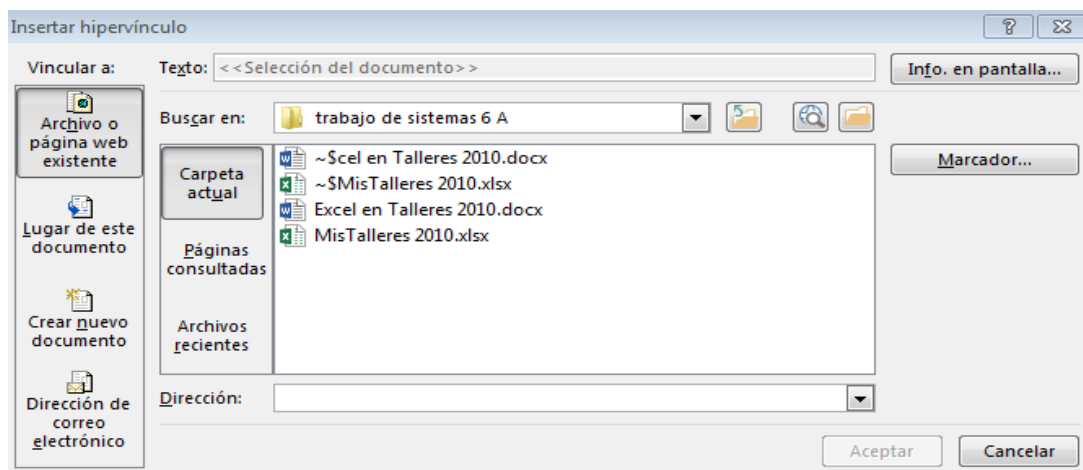 Insertar hipervínculo
Vincular a:
Texto: <<Selección del documento>>
Info. en pantalla...
Archivo o
página web
existente
Buscar en: trabajo de sistemas 6 A
Carpeta
actual
~$cel en Talleres 2010.docx
~$MisTalleres 2010.xlsx
Excel en Talleres 2010.docx
MisTalleres 2010.xlsx
Marcador...
Lugar de este
documento
Páginas
consultadas
Crear nuevo
documento
Archivos
recientes
Dirección de
correo
electrónico
Dirección:
Aceptar
Cancelar